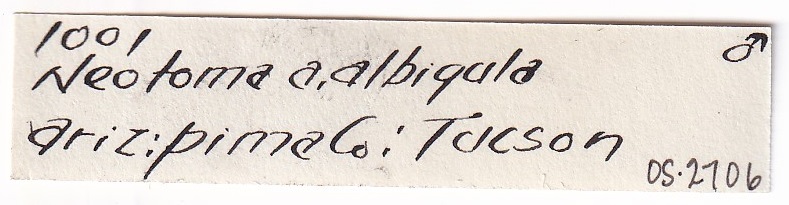 1001 ♂
Neotoma a. albigula
Ariz: Pima Co: Tucson
OS·2706